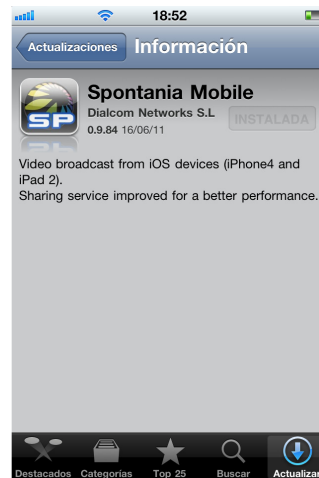 18:52
Actualizaciones
Información
SP
Spontania Mobile
Dialcom Networks S.L
0.9.84 16/06/11
INSTALADA
Video broadcast from iOS devices (iPhone4 and
iPad 2).
Sharing service improved for a better performance.
Destacados Categorías Top 25 Buscar Actualizar